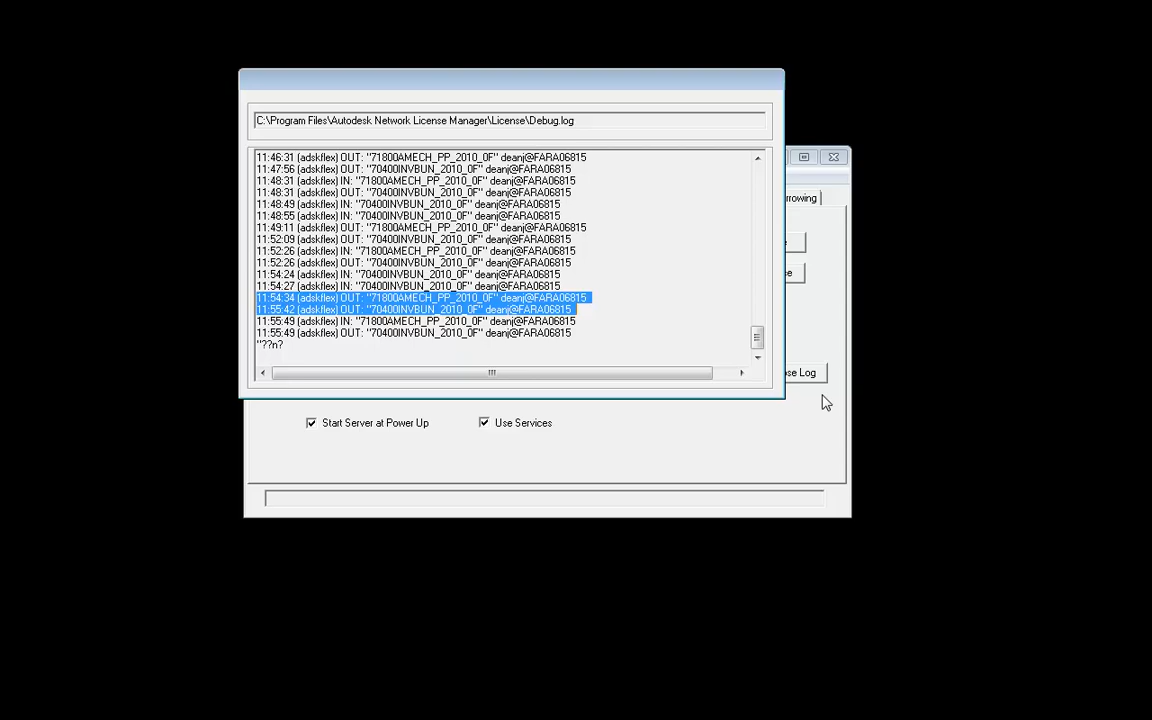 C:\Program Files\Autodesk Network License Manager\License\Debug.log
11:46:31 (adskflex) OUT: "71800AMECH_PP_2010_0F" deanj@FARA06815
11:47:56 (adskflex) OUT: "70400INVBUN_2010_0F" deanj@FARA06815
11:48:31 (adskflex) IN: "71800AMECH_PP_2010_0F" deanj@FARA06815
11:48:31 (adskflex) OUT: "70400INVBUN_2010_0F" deanj@FARA06815
11:48:49 (adskflex) IN: "70400INVBUN_2010_0F" deanj@FARA06815
11:48:55 (adskflex) IN: "70400INVBUN_2010_0F" deanj@FARA06815
11:49:11 (adskflex) OUT: "71800AMECH_PP_2010_0F" deanj@FARA06815
11:52:09 (adskflex) OUT: "70400INVBUN_2010_0F" deanj@FARA06815
11:52:26 (adskflex) IN: "71800AMECH_PP_2010_0F" deanj@FARA06815
11:52:26 (adskflex) OUT: "70400INVBUN_2010_0F" deanj@FARA06815
11:54:24 (adskflex) IN: "70400INVBUN_2010_0F" deanj@FARA06815
11:54:27 (adskflex) IN: "70400INVBUN_2010_0F" deanj@FARA06815
11:54:34 (adskflex) OUT: "71800AMECH_PP_2010_0F" deanj@FARA06815
11:55:42 (adskflex) OUT: "70400INVBUN_2010_0F" deanj@FARA06815
11:55:49 (adskflex) IN: "71800AMECH_PP_2010_0F" deanj@FARA06815
11:55:49 (adskflex) OUT: "70400INVBUN_2010_0F" deanj@FARA06815
"??n?
rrowing
e
ce
ose Log
Start Server at Power Up
Use Services